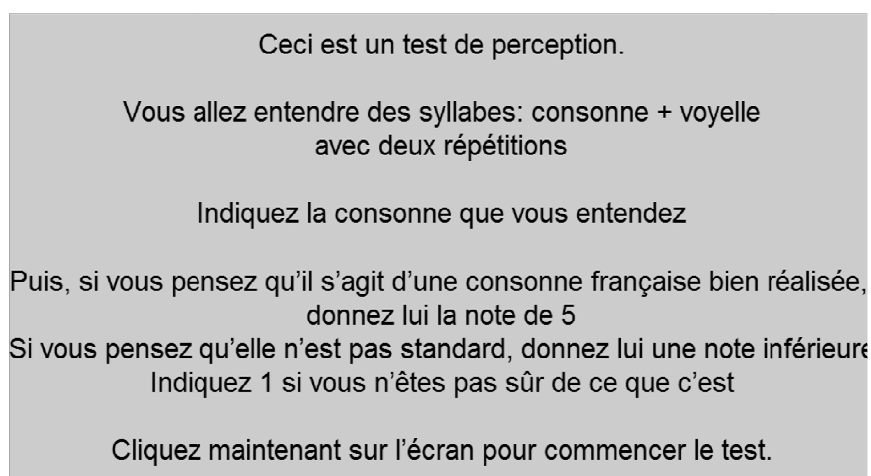 Ceci est un test de perception.
Vous allez entendre des syllabes: consonne + voyelle
avec deux répétitions
Indiquez la consonne que vous entendez
Puis, si vous pensez qu’il s’agit d’une consonne française bien réalisée,
donnez lui la note de 5
Si vous pensez qu’elle n’est pas standard, donnez lui une note inférieure
Indiquez 1 si vous n’êtes pas sûr de ce que c’est
Cliquez maintenant sur l’écran pour commencer le test.